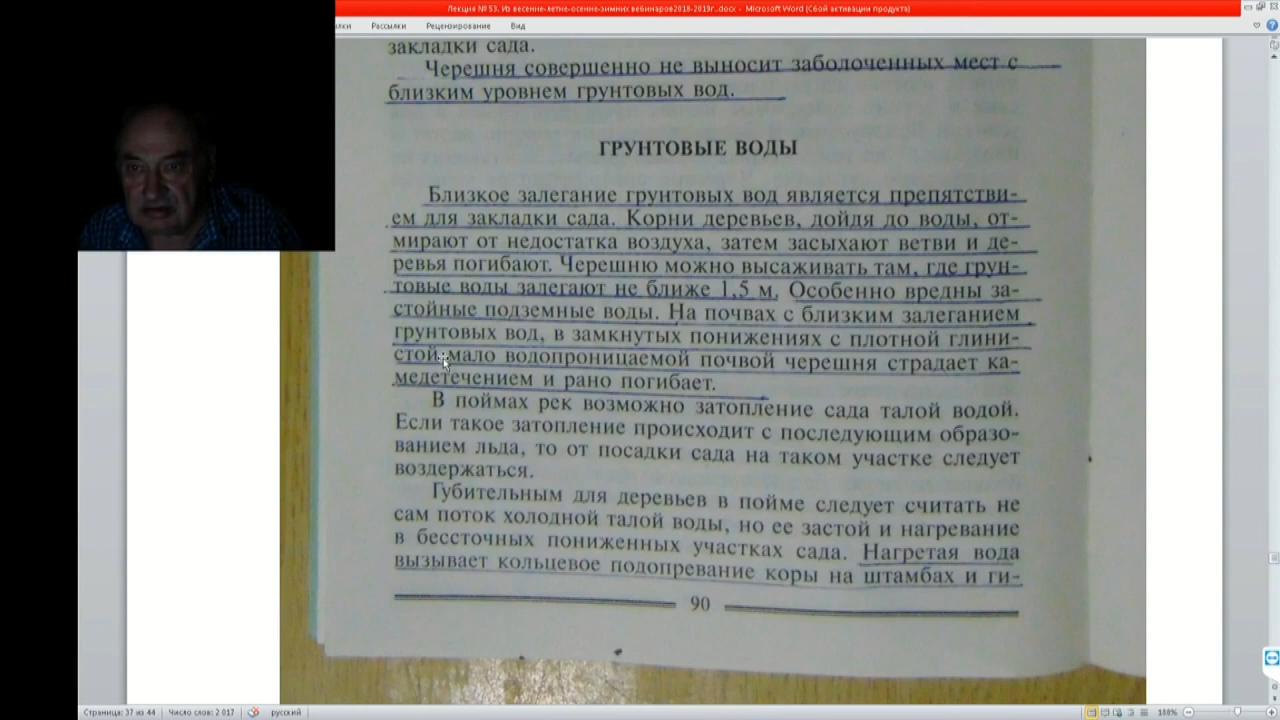 Лекция № 53. Из весенне-летне-осенне-зимних вебинаров2018-2019г..docx - Microsoft Word (Сбой активации продукта)
лки Рассылки Рецензирование Вид
закладки сада.
Черешня совершенно не выносит заболоченных мест с
близким уровнем грунтовых вод.
ГРУНТОВЫЕ ВОДЫ
Близкое залегание грунтовых вод является препятстви-
ем для закладки сада. Корни деревьев, дойдя до воды, от-
мирают от недостатка воздуха, затем засыхают ветви и де-
ревья погибают. Черешню можно высаживать там, где грун-
товые воды залегают не ближе 1,5 м. Особенно вредны за-
стойные подземные воды. На почвах с близким залеганием
грунтовых вод, в замкнутых понижениях с плотной глини-
стой мало водопроницаемой почвой черешня страдает ка-
медетечением и рано погибает.
В поймах рек возможно затопление сада талой водой.
Если такое затопление происходит с последующим образо-
ванием льда, то от посадки сада на таком участке следует
воздержаться.
Губительным для деревьев в пойме следует считать не
сам поток холодной талой воды, но ее застой и нагревание
в бессточных пониженных участках сада. Нагретая вода
вызывает кольцевое подопревание коры на штамбах и ги-
90
Страница: 37 из 44 Число слов: 2 017 русский 188%